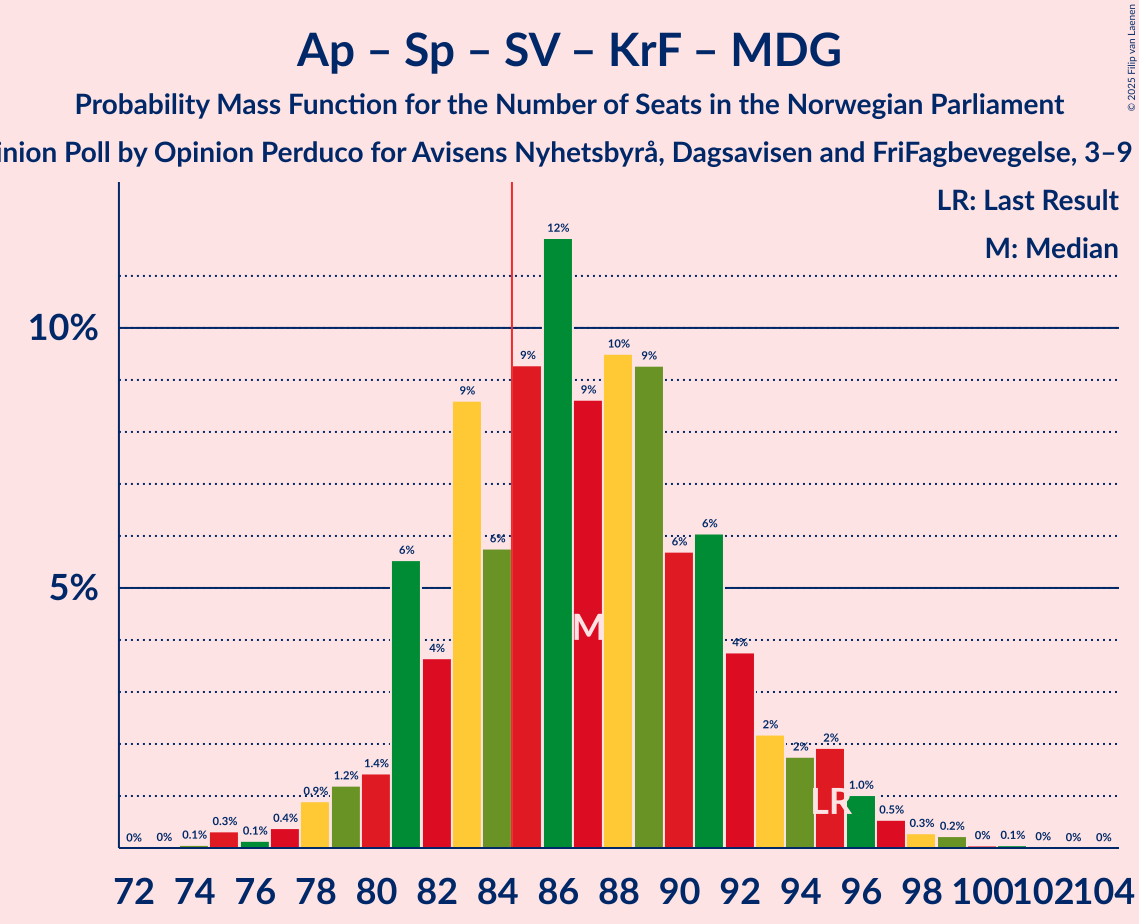 Ap – Sp – SV – KrF – MDG
Probability Mass Function for the Number of Seats in the Norwegian Parliament
inion Poll by Opinion Perduco for Avisens Nyhetsbyrå, Dagsavisen and FriFagbevegelse, 3–9
© 2025 Filip van Laenen
LR: Last Result
M: Median
10%
5%
0% 0% 0.1% 0.3% 0.1% 0.4% 0.9% 1.2% 1.4% 6% 4% 9% 6% 9% 12% 9% 10% 9% 6% 6% 4% 2% 2% 2% 1.0% 0.5% 0.3% 0.2% 0% 0.1% 0% 0% 0%
M
LR
72 74 76 78 80 82 84 86 88 90 92 94 96 98 100 102 104